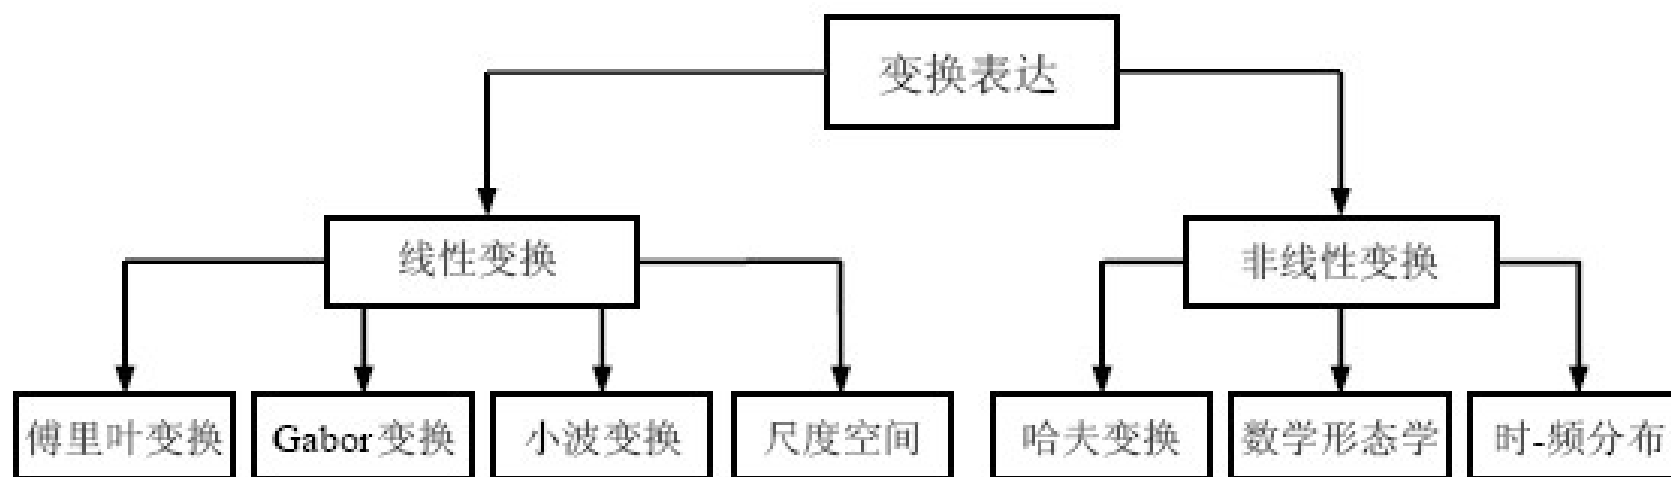 变换表达
线性变换
非线性变换
傅里叶变换
Gabor变换
小波变换
尺度空间
哈夫变换
数学形态学
时-频分布